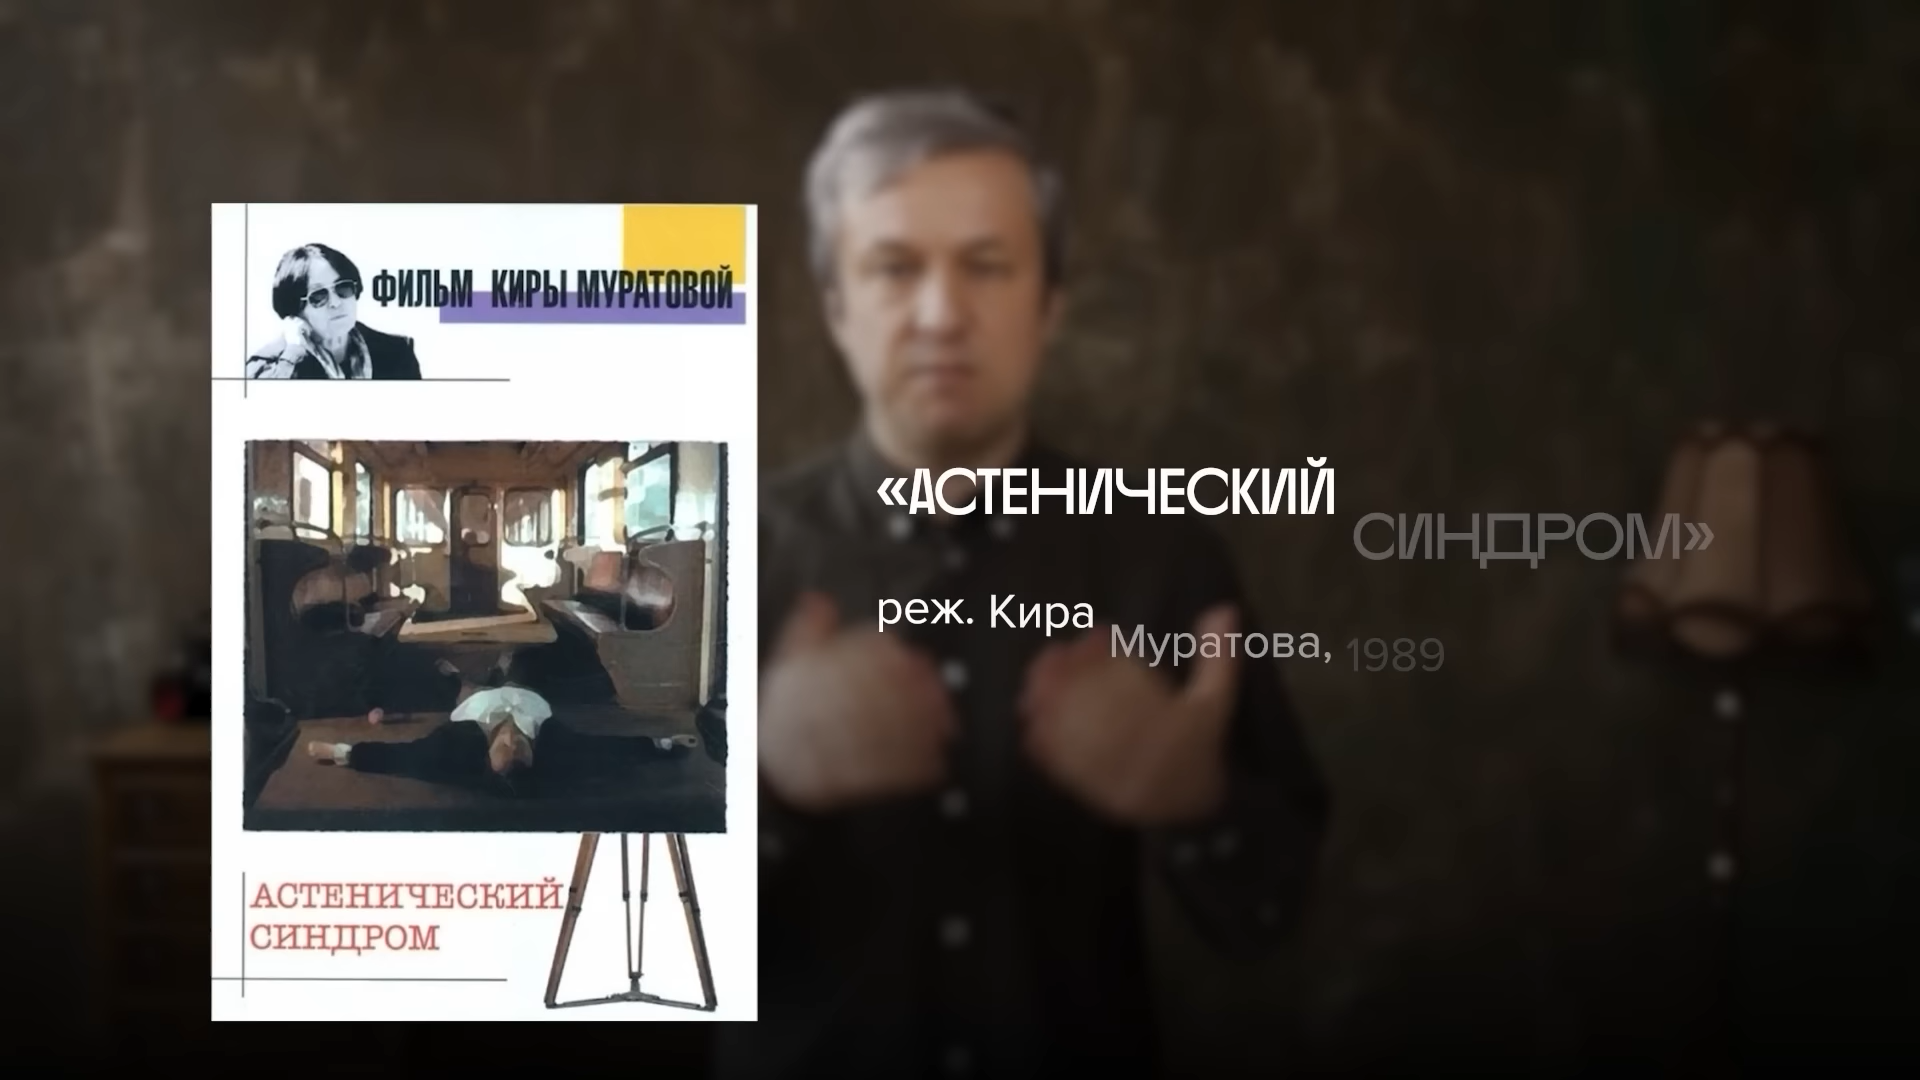 ФИЛЬМ КИРЫ МУРАТОВОЙ
АСТЕНИЧЕСКИЙ
СИНДРОМ
«АСТЕНИЧЕСКИЙ СИНДРОМ»
реж. Кира Муратова, 1989